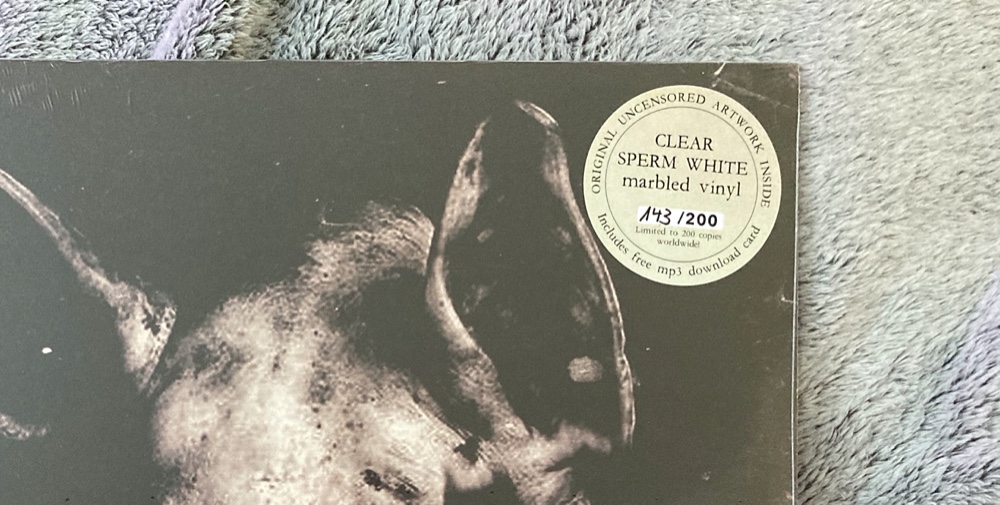 ORIGINAL UNCENSORED ARTWORK INSIDE
CLEAR
SPERM WHITE
marbled vinyl
143/200
Limited to 200 copies
worldwide!
Includes free mp3 download card